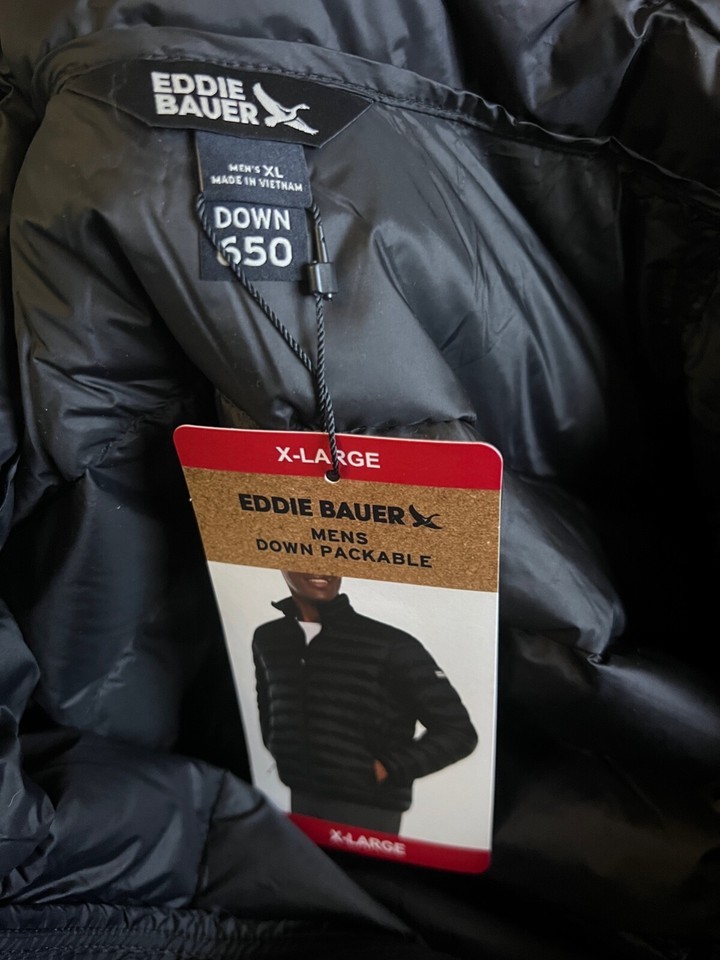 EDDIE
BAUER
MEN'S XL
MADE IN VIETNAM
DOWN
650
X-LARGE
EDDIE BAUER
MENS
DOWN PACKABLE
X-LARGE